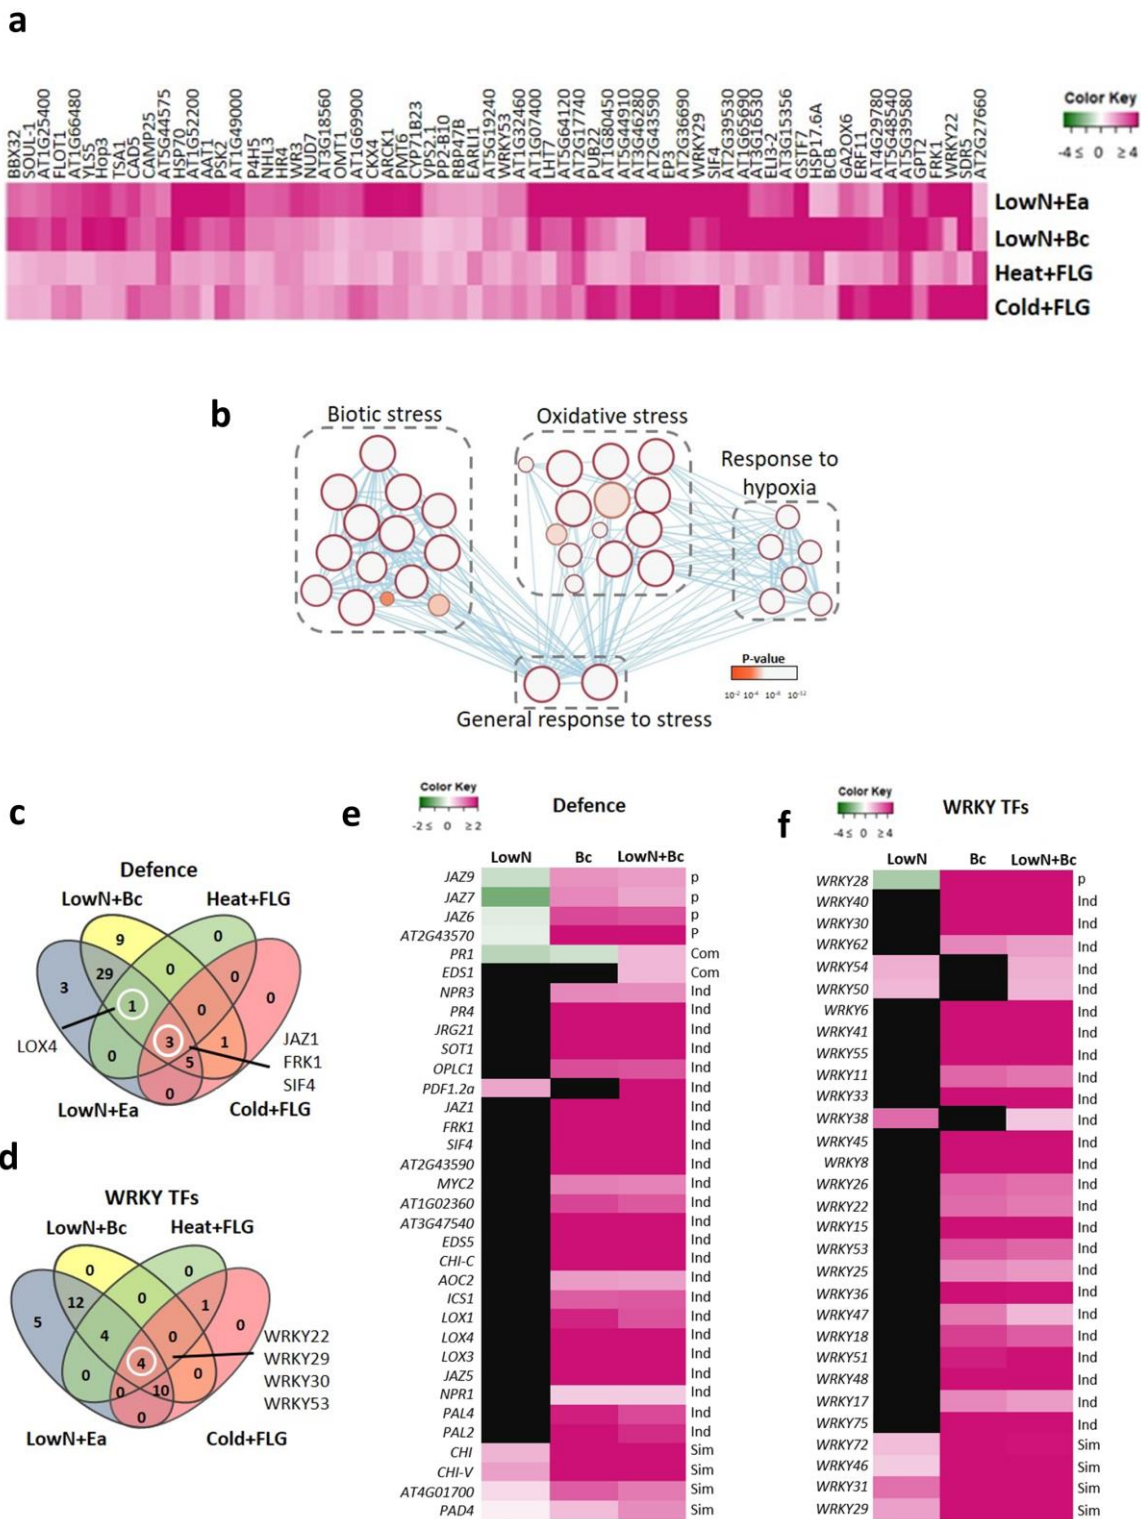 a
BBX32
SOUL-1
AT1G25400
FLOT1
AT1G66480
YLS5
Hop3
TSA1
CAD5
CAMP25
AT5G44575
HSP70
AT1G52200
AAT1
PSK2
AT1G49000
P4H5
NHL3
HR4
WR3
NUD7
AT3G18560
OMT1
AT1G69900
CKX4
ARCK1
PMT6
CYP71B23
VPS2.1
PP2-B10
RBP47B
EARLI1
AT5G19240
WRKY53
AT1G32460
AT1G07400
LHT7
AT5G64120
AT2G17740
PUB22
AT1G80450
AT5G44910
AT3G46280
AT2G43590
EP3
AT2G36690
WRKY29
SIF4
AT2G39530
AT1G65690
AT3G16530
ELI3-2
AT3G15356
GSTF7
HSP17.6A
BCB
GA2OX6
ERF11
AT4G29780
AT5G48540
AT5G39580
GPT2
FRK1
WRKY22
SDR5
AT2G27660
Color Key
-4 ≤ 0 ≥ 4
LowN+Ea
LowN+Bc
Heat+FLG
Cold+FLG
b
Biotic stress
Oxidative stress
Response to
hypoxia
P-value
General response to stress
c
Defence
LowN+Bc Heat+FLG
9 0
3 29 0 0 0
1 0
LOX4
3
JAZ1
FRK1
SIF4
0 5 1
0
LowN+Ea Cold+FLG
d
WRKY TFs
LowN+Bc Heat+FLG
0 0
5 12 0 1 0
4 0
4
WRKY22
WRKY29
WRKY30
WRKY53
0 0 10 0
0
LowN+Ea Cold+FLG
e
Color Key
-2 ≤ 0 ≥ 2
Defence
LowN Bc LowN+Bc
JAZ9 p
JAZ7 p
JAZ6 p
AT2G43570 P
PR1 Com
EDS1 Com
NPR3 Ind
PR4 Ind
JRG21 Ind
SOT1 Ind
OPLC1 Ind
PDF1.2a Ind
JAZ1 Ind
FRK1 Ind
SIF4 Ind
AT2G43590 Ind
MYC2 Ind
AT1G02360 Ind
AT3G47540 Ind
EDS5 Ind
CHI-C Ind
AOC2 Ind
ICS1 Ind
LOX1 Ind
LOX4 Ind
LOX3 Ind
JAZ5 Ind
NPR1 Ind
PAL4 Ind
PAL2 Ind
CHI Sim
CHI-V Sim
AT4G01700 Sim
PAD4 Sim
f
Color Key
-4 ≤ 0 ≥ 4
WRKY TFs
LowN Bc LowN+Bc
WRKY28 p
WRKY40 Ind
WRKY30 Ind
WRKY62 Ind
WRKY54 Ind
WRKY50 Ind
WRKY6 Ind
WRKY41 Ind
WRKY55 Ind
WRKY11 Ind
WRKY33 Ind
WRKY38 Ind
WRKY45 Ind
WRKY8 Ind
WRKY26 Ind
WRKY22 Ind
WRKY15 Ind
WRKY53 Ind
WRKY25 Ind
WRKY36 Ind
WRKY47 Ind
WRKY18 Ind
WRKY51 Ind
WRKY48 Ind
WRKY17 Ind
WRKY75 Ind
WRKY72 Sim
WRKY46 Sim
WRKY31 Sim
WRKY29 Sim